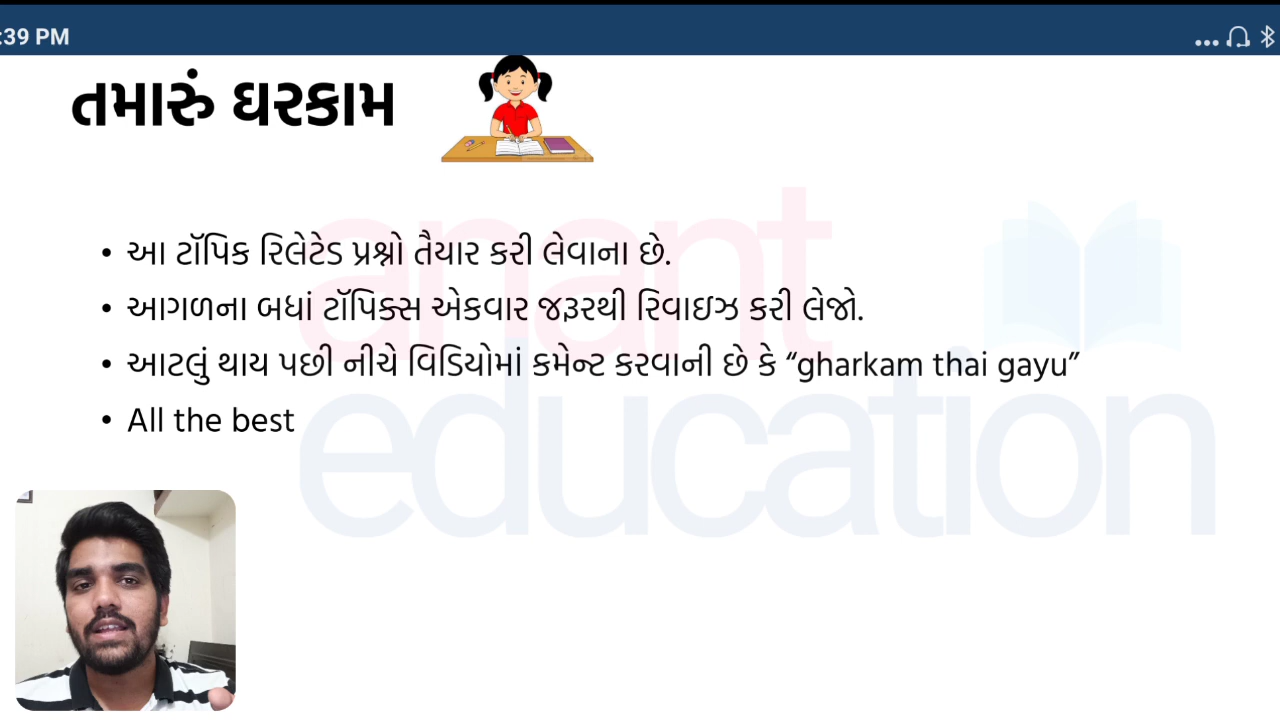 :39 PM
તમારું ઘરકામ
• આ ટૉપિક રિલેટેડ પ્રશ્નો તૈયાર કરી લેવાના છે.
• આગળના બધાં ટૉપિક્સ એકવાર જરૂરથી રિવાઇઝ કરી લેજો.
• આટલું થાય પછી નીચે વિડિયોમાં કમેન્ટ કરવાની છે કે “gharkam thai gayu”
• All the best
anant
education